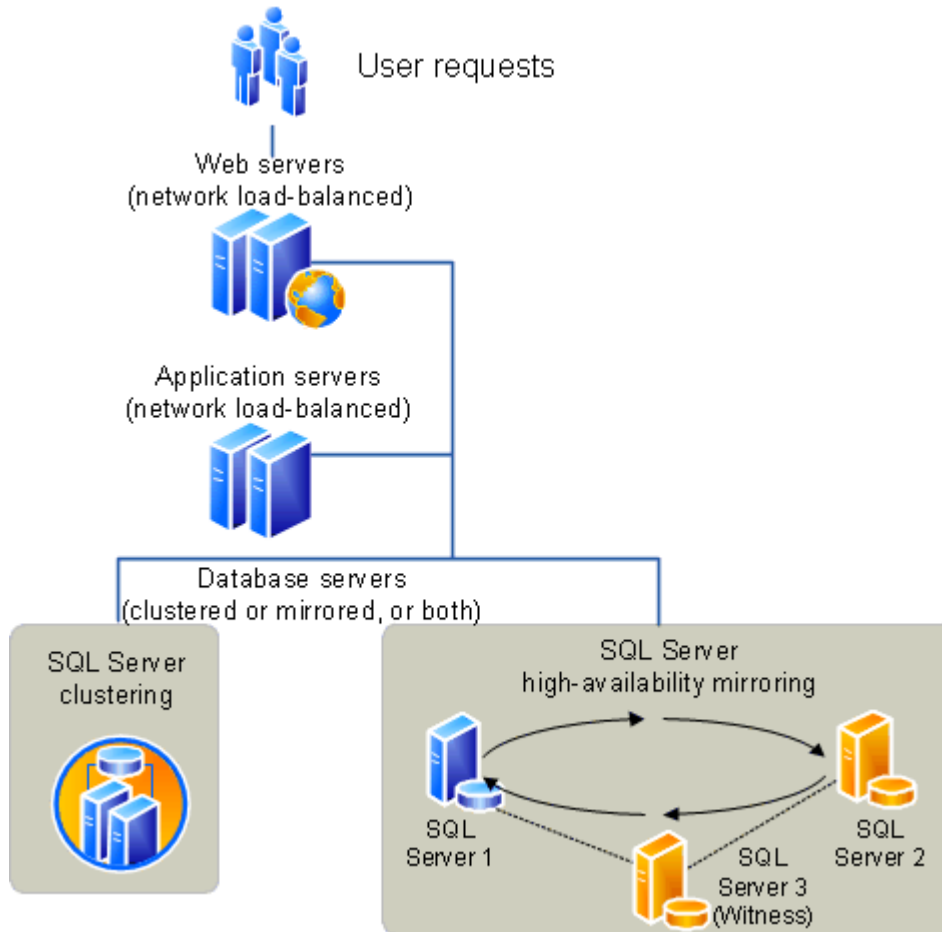 User requests
Web servers
(network load-balanced)
Application servers
(network load-balanced)
Database servers
(clustered or mirrored, or both)
SQL Server
clustering
SQL Server
high-availability mirroring
SQL
Server 1
SQL
Server 2
SQL
Server 3
(Witness)